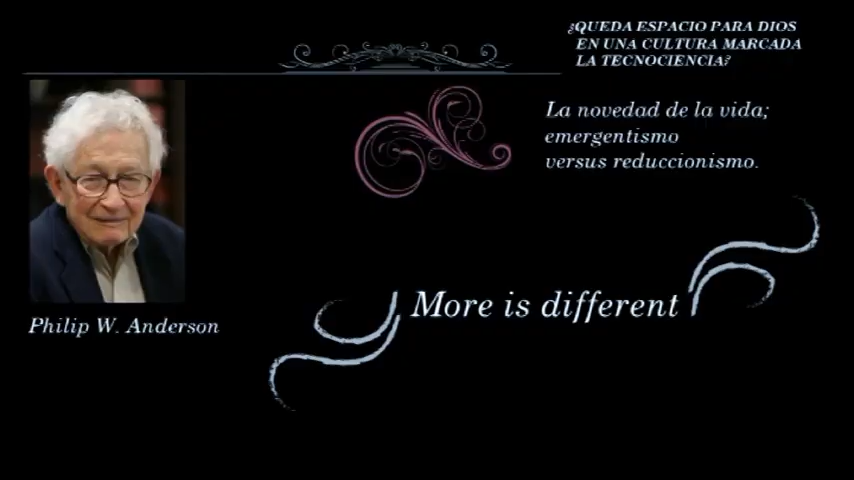 ¿QUEDA ESPACIO PARA DIOS
EN UNA CULTURA MARCADA
LA TECNOCIENCIA?
La novedad de la vida;
emergentismo
versus reduccionismo.
More is different
Philip W. Anderson